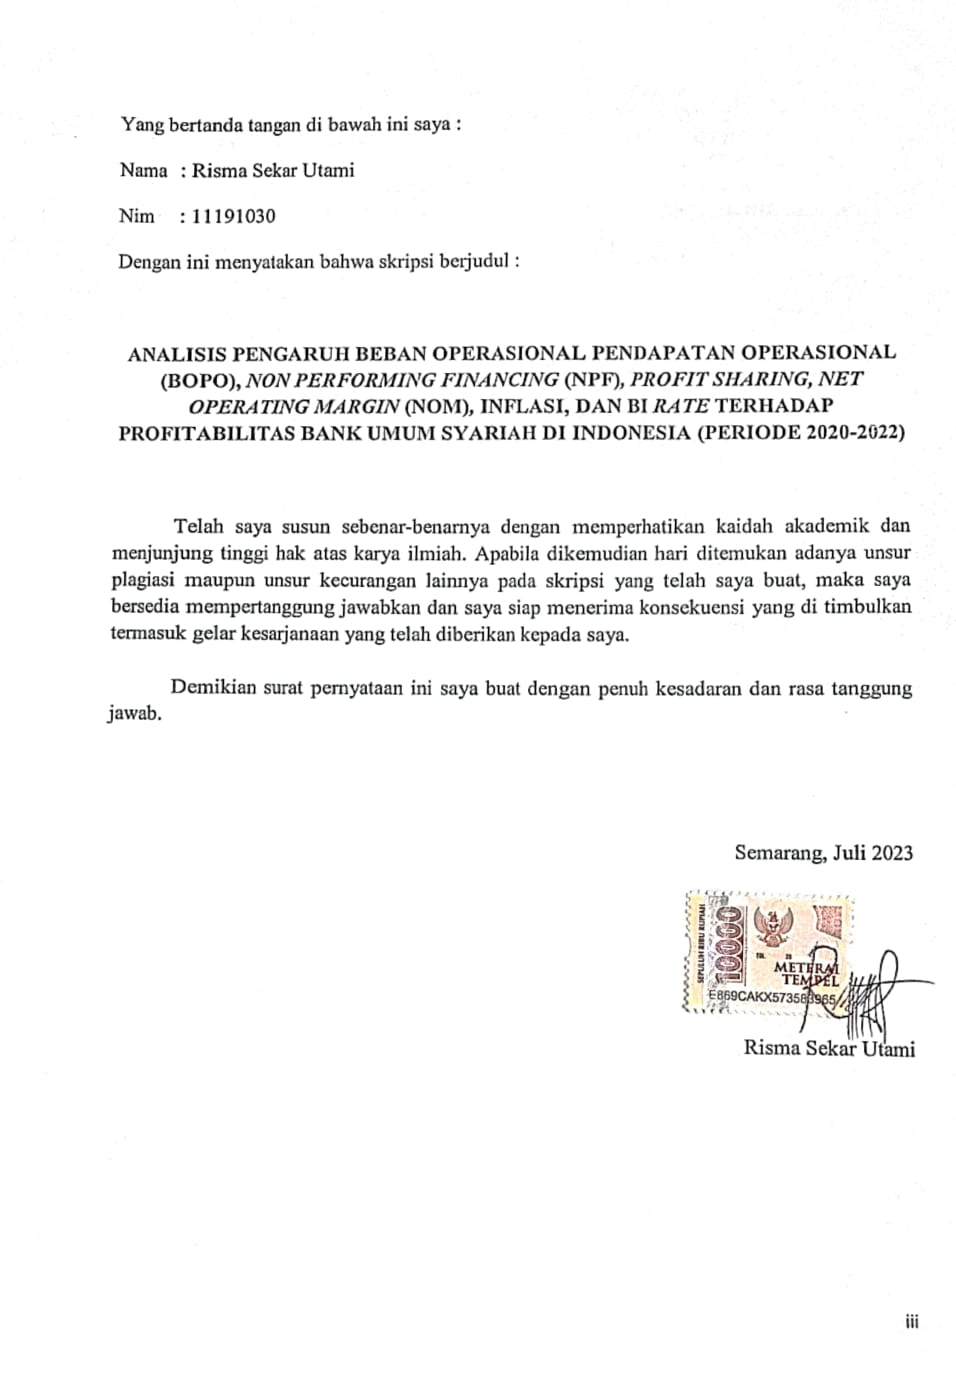 Yang bertanda tangan di bawah ini saya :
Nama : Risma Sekar Utami
Nim : 11191030
Dengan ini menyatakan bahwa skripsi berjudul :
ANALISIS PENGARUH BEBAN OPERASIONAL PENDAPATAN OPERASIONAL
(BOPO), NON PERFORMING FINANCING (NPF), PROFIT SHARING, NET
OPERATING MARGIN (NOM), INFLASI, DAN BI RATE TERHADAP
PROFITABILITAS BANK UMUM SYARIAH DI INDONESIA (PERIODE 2020-2022)
Telah saya susun sebenar-benarnya dengan memperhatikan kaidah akademik dan
menjunjung tinggi hak atas karya ilmiah. Apabila dikemudian hari ditemukan adanya unsur
plagiasi maupun unsur kecurangan lainnya pada skripsi yang telah saya buat, maka saya
bersedia mempertanggung jawabkan dan saya siap menerima konsekuensi yang di timbulkan
termasuk gelar kesarjanaan yang telah diberikan kepada saya.
Demikian surat pernyataan ini saya buat dengan penuh kesadaran dan rasa tanggung
jawab.
Semarang, Juli 2023
SEPULUH RIBU RUPIAH
10000
METERAI
TEMPEL
Risma Sekar Utami
iii